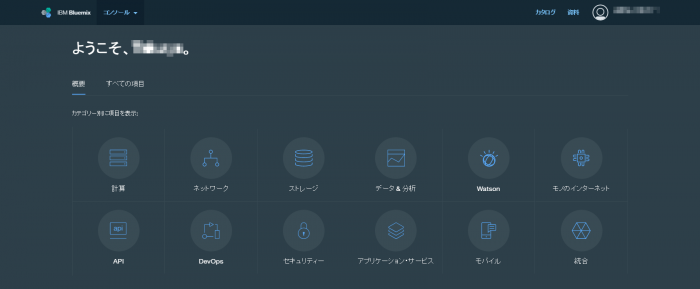 IBM Bluemix コンソール カタログ 資料
ようこそ、 。
概要 すべての項目
カテゴリー別に項目を表示:
計算 ネットワーク ストレージ データ & 分析 Watson モノのインターネット
api
API DevOps セキュリティー アプリケーション・サービス モバイル 統合